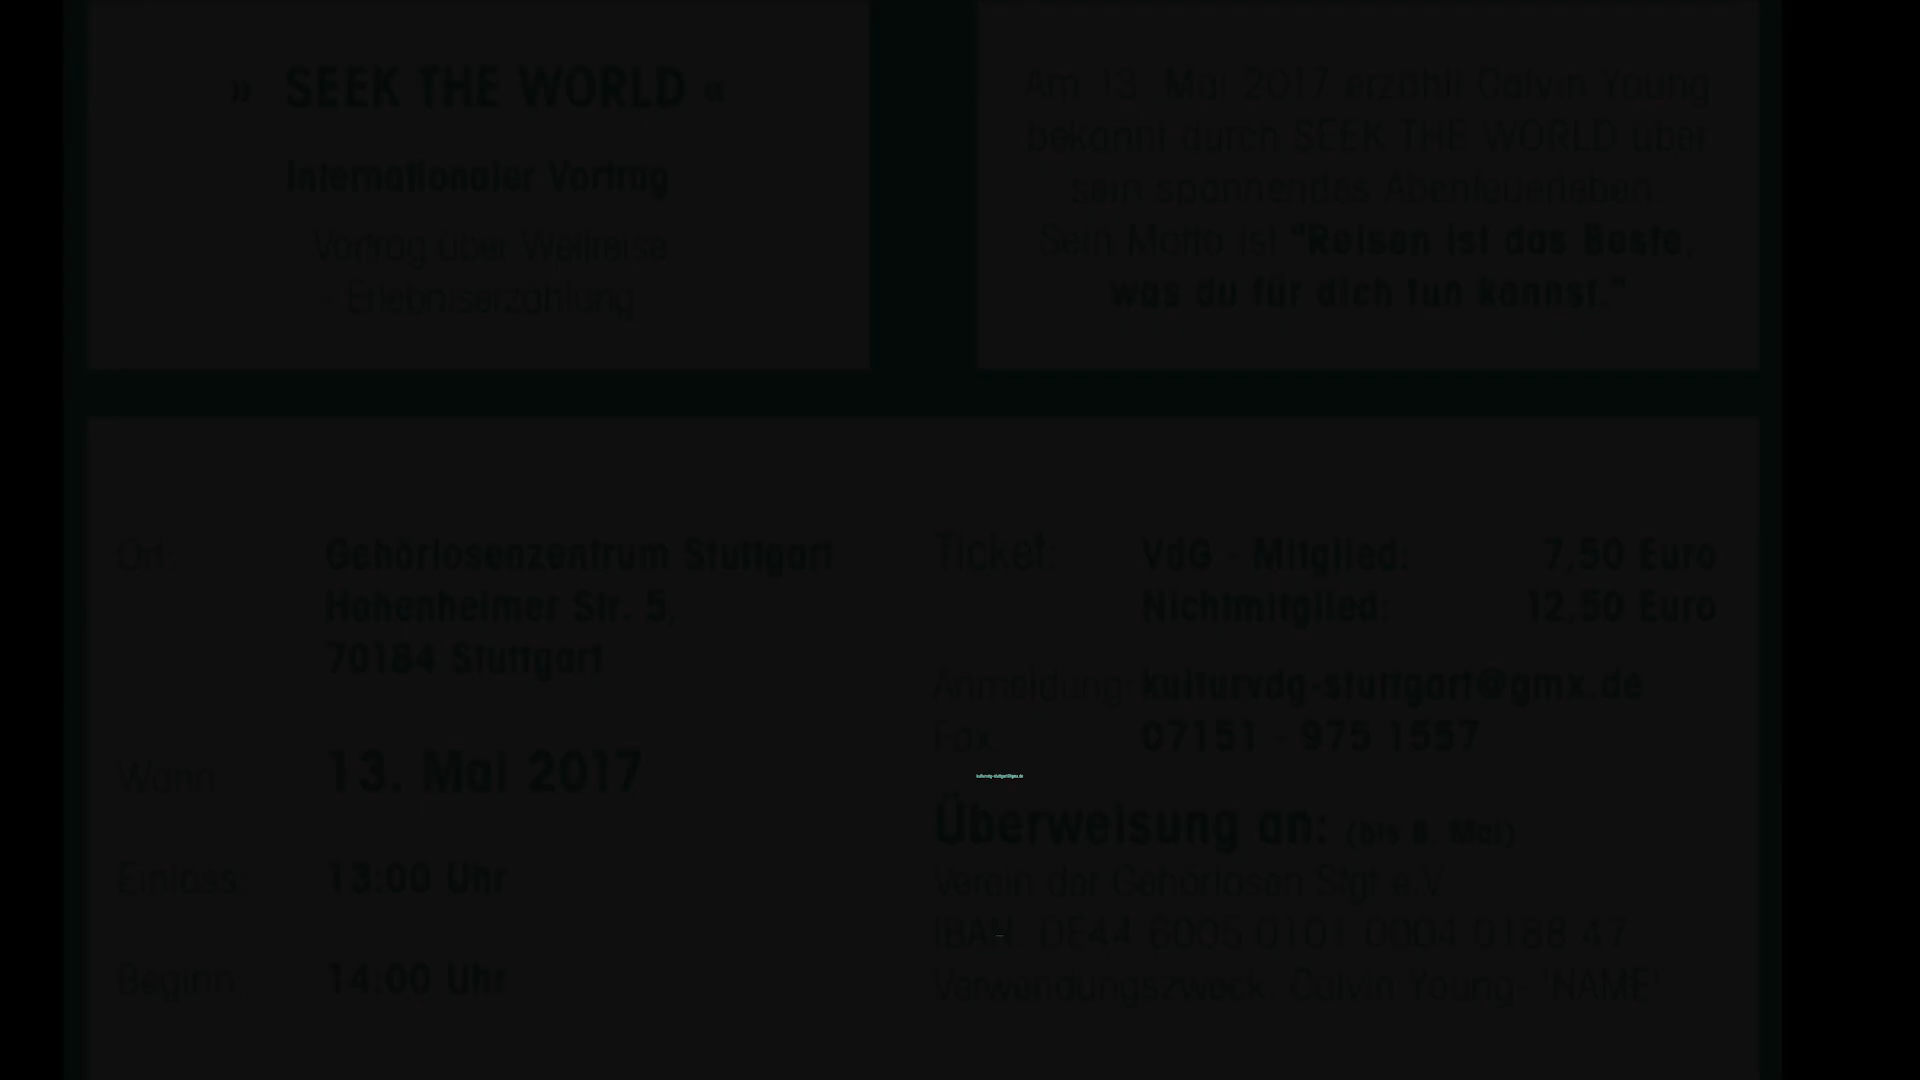 » SEEK THE WORLD «
Internationaler Vortrag
Vortrag über Weltreise
- Erlebniserzählung
Am 13. Mai 2017 erzählt Calvin Young
bekannt durch SEEK THE WORLD über
sein spannendes Abenteuerleben.
Sein Motto ist "Reisen ist das Beste,
was du für dich tun kannst."
Ort: Gehörlosenzentrum Stuttgart
Hohenheimer Str. 5,
70184 Stuttgart
Wann: 13. Mai 2017
Einlass: 13:00 Uhr
Beginn: 14:00 Uhr
Ticket: VdG - Mitglied: 7,50 Euro
Nichtmitglied: 12,50 Euro
Anmeldung: kulturvdg-stuttgart@gmx.de
Fax: 07151 - 975 1557
kulturvdg-stuttgart@gmx.de
Überweisung an: (bis 6. Mai)
Verein der Gehörlosen Stgt e.V
IBAN: DE44 6005 0101 0004 0188 47
Verwendungszweck: Calvin Young- 'NAME'